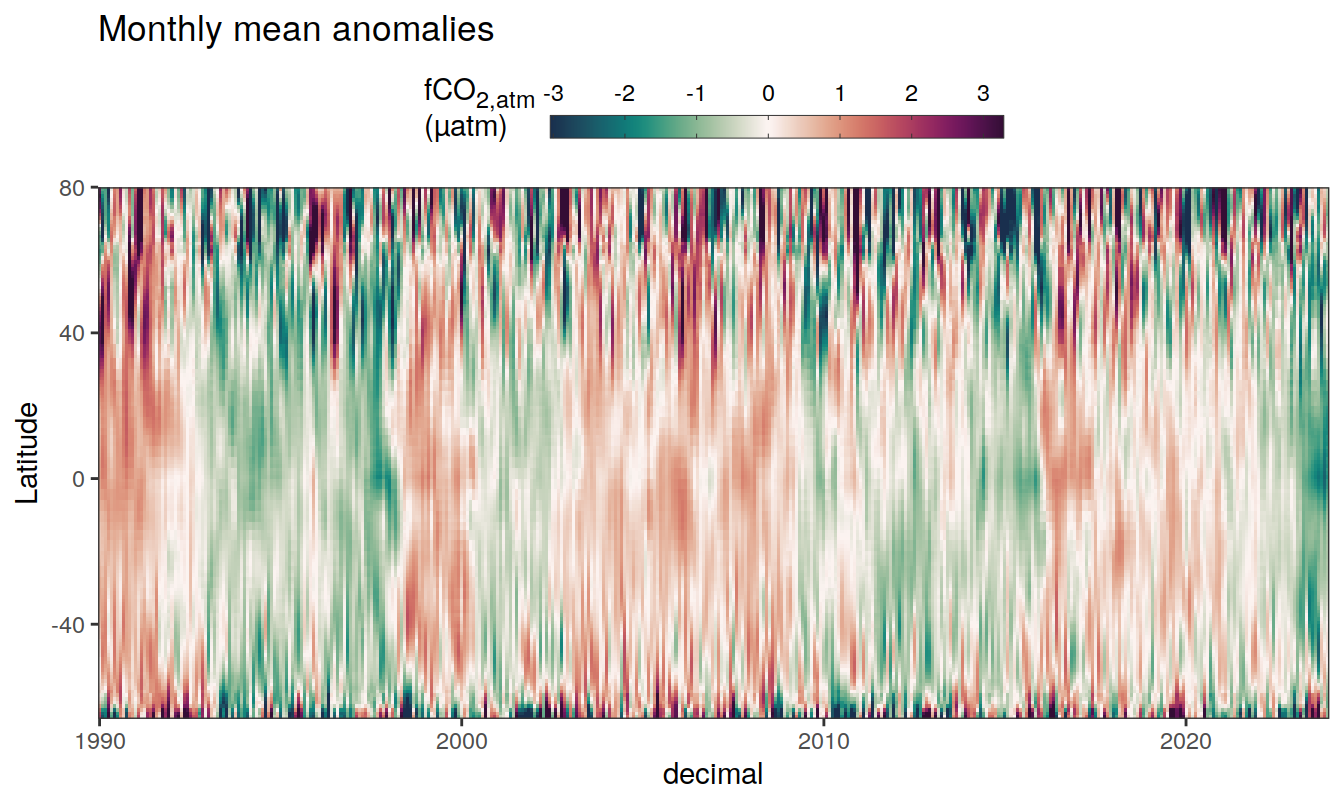 Monthly mean anomalies
fCO2,atm -3 -2 -1 0 1 2 3
(µatm)
80
40
0
-40
Latitude
1990 2000 2010 2020
decimal